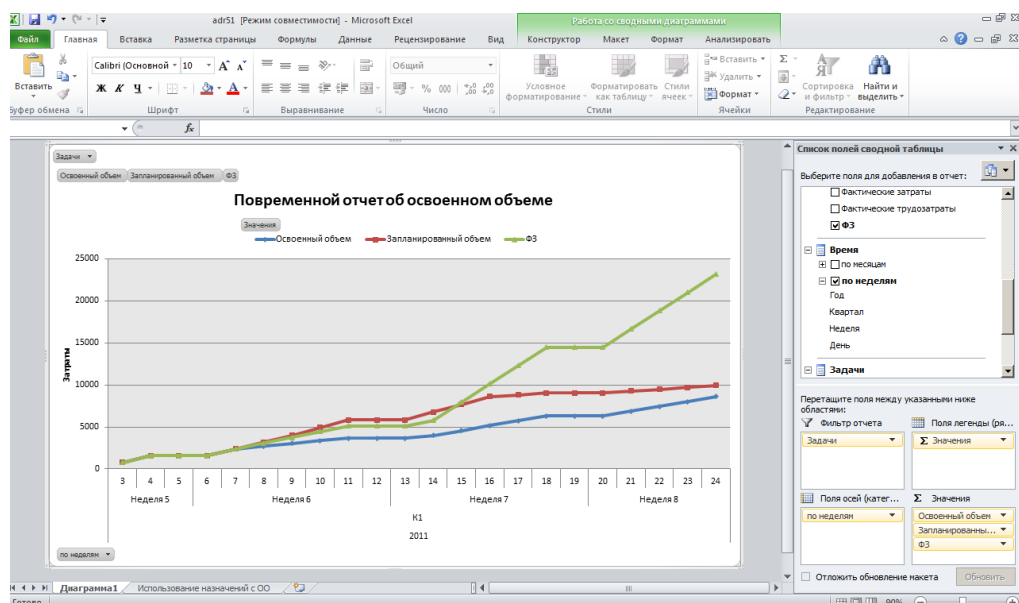 adr51 [Режим совместимости] - Microsoft Excel
Работа со сводными диаграммами
Файл Главная Вставка Разметка страницы Формулы Данные Рецензирование Вид Конструктор Макет Формат Анализировать
Calibri (Основной 10 A A Общий Вставить Σ
Вставить Ж К Ч A % 000 Условное форматирование Форматировать как таблицу Стили ячеек Удалить Формат Сортировка и фильтр Найти и выделить
Буфер обмена Шрифт Выравнивание Число Стили Ячейки Редактирование
fx
Задачи
Освоенный объем Запланированный объем ФЗ
Повременной отчет об освоенном объеме
Значения
Освоенный объем Запланированный объем ФЗ
Затраты
25000
20000
15000
10000
5000
0
3 4 5 6 7 8 9 10 11 12 13 14 15 16 17 18 19 20 21 22 23 24
Неделя 5 Неделя 6 Неделя 7 Неделя 8
К1
2011
по неделям
Список полей сводной таблицы
Выберите поля для добавления в отчет:
Фактические затраты
Фактические трудозатраты
ФЗ
Время
по месяцам
по неделям
Год
Квартал
Неделя
День
Задачи
Перетащите поля между указанными ниже
областями:
Фильтр отчета Поля легенды (ря...
Задачи Σ Значения
Поля осей (катег... Σ Значения
по неделям Освоенный объем
Запланированны...
ФЗ
Отложить обновление макета Обновить
Диаграмма1 Использование назначений с ОО
Готово 90%